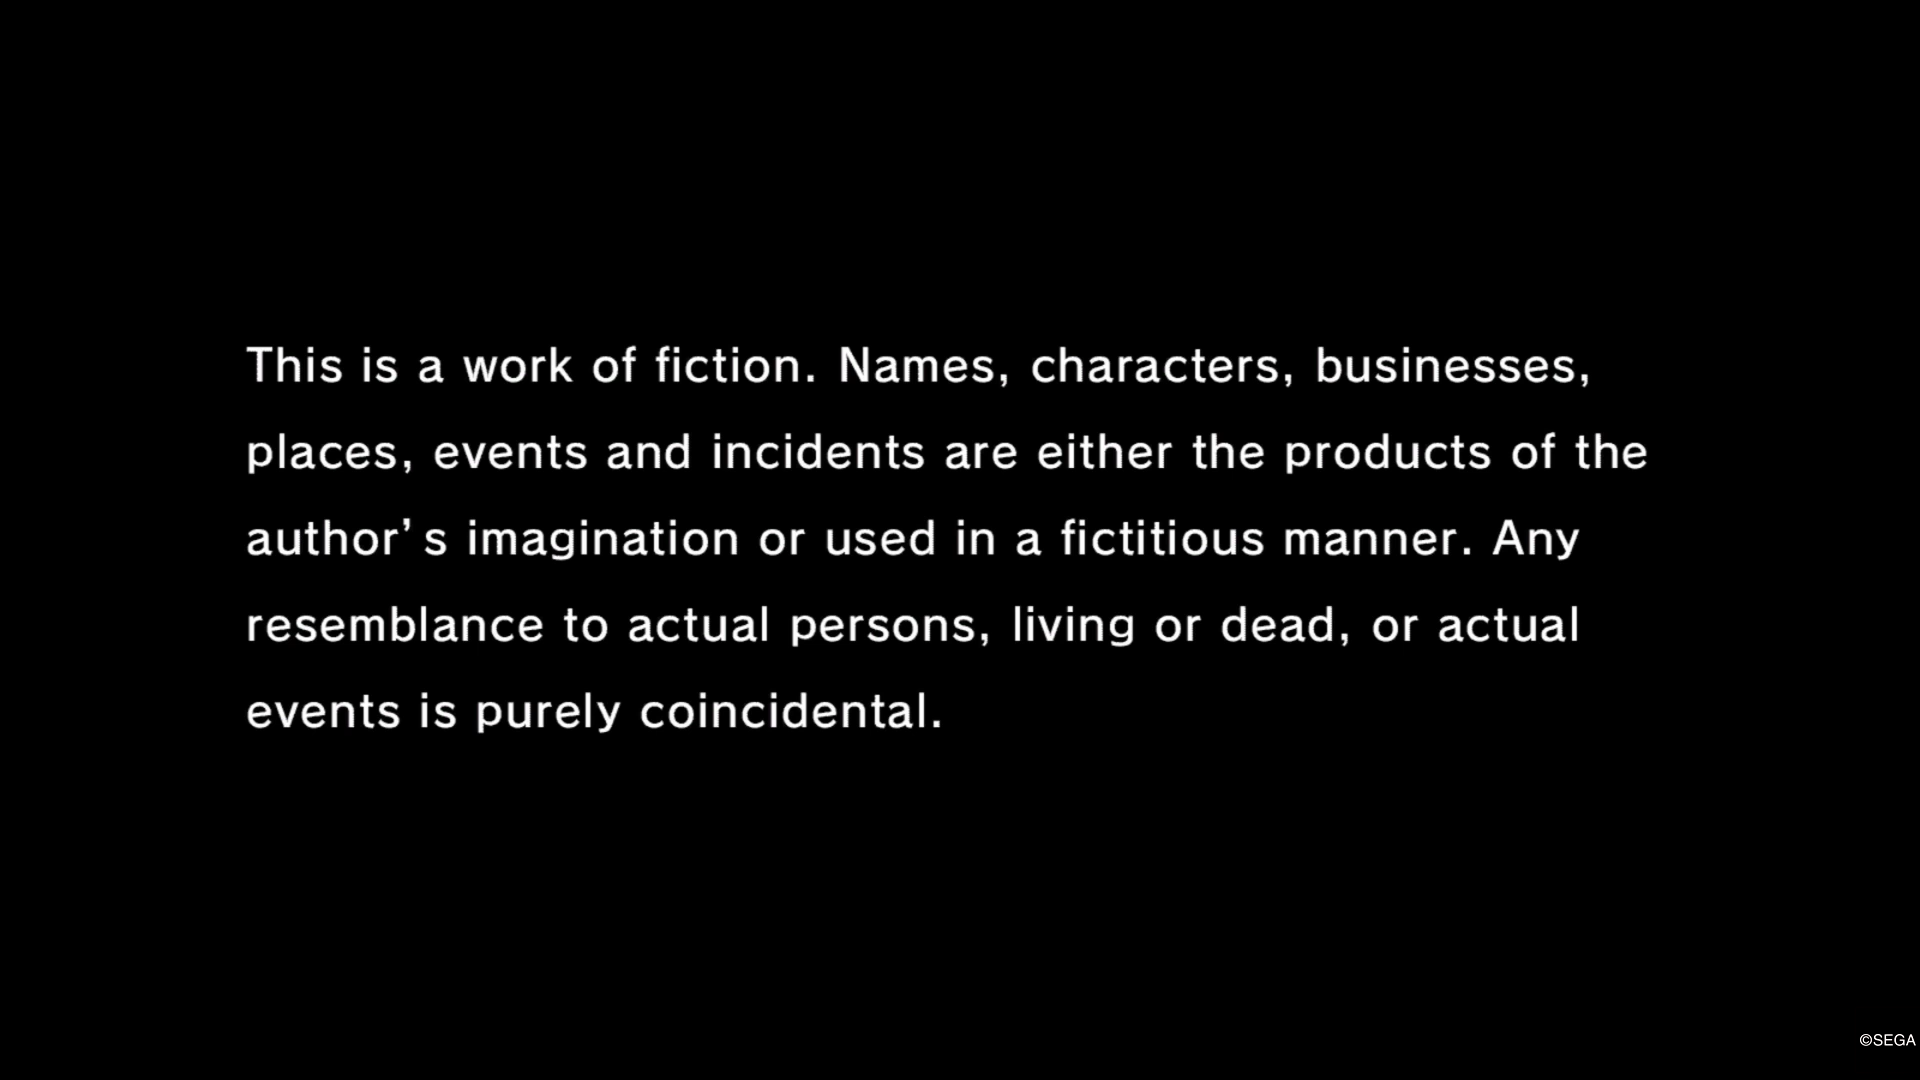 This is a work of fiction. Names, characters, businesses,
places, events and incidents are either the products of the
author’s imagination or used in a fictitious manner. Any
resemblance to actual persons, living or dead, or actual
events is purely coincidental.
©SEGA